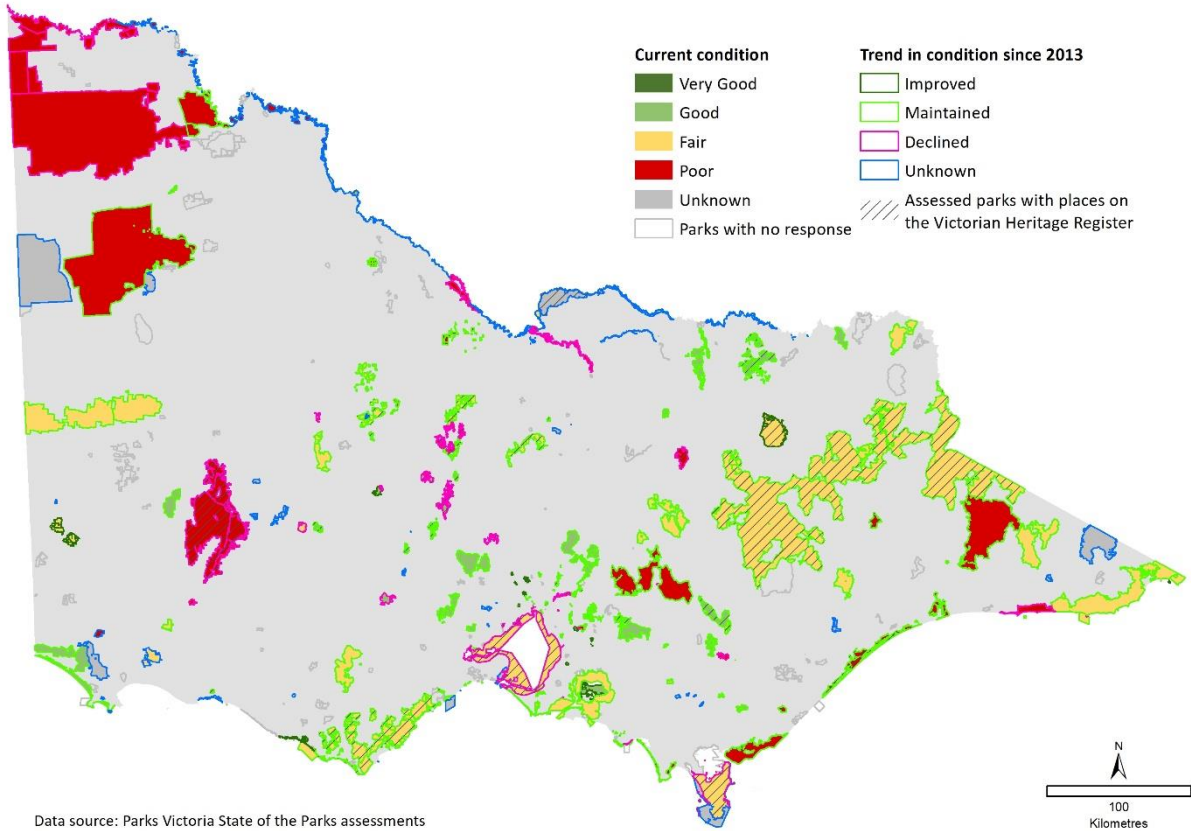 Current condition
Very Good
Good
Fair
Poor
Unknown
Parks with no response
Trend in condition since 2013
Improved
Maintained
Declined
Unknown
Assessed parks with places on
the Victorian Heritage Register
N
100
Kilometres
Data source: Parks Victoria State of the Parks assessments